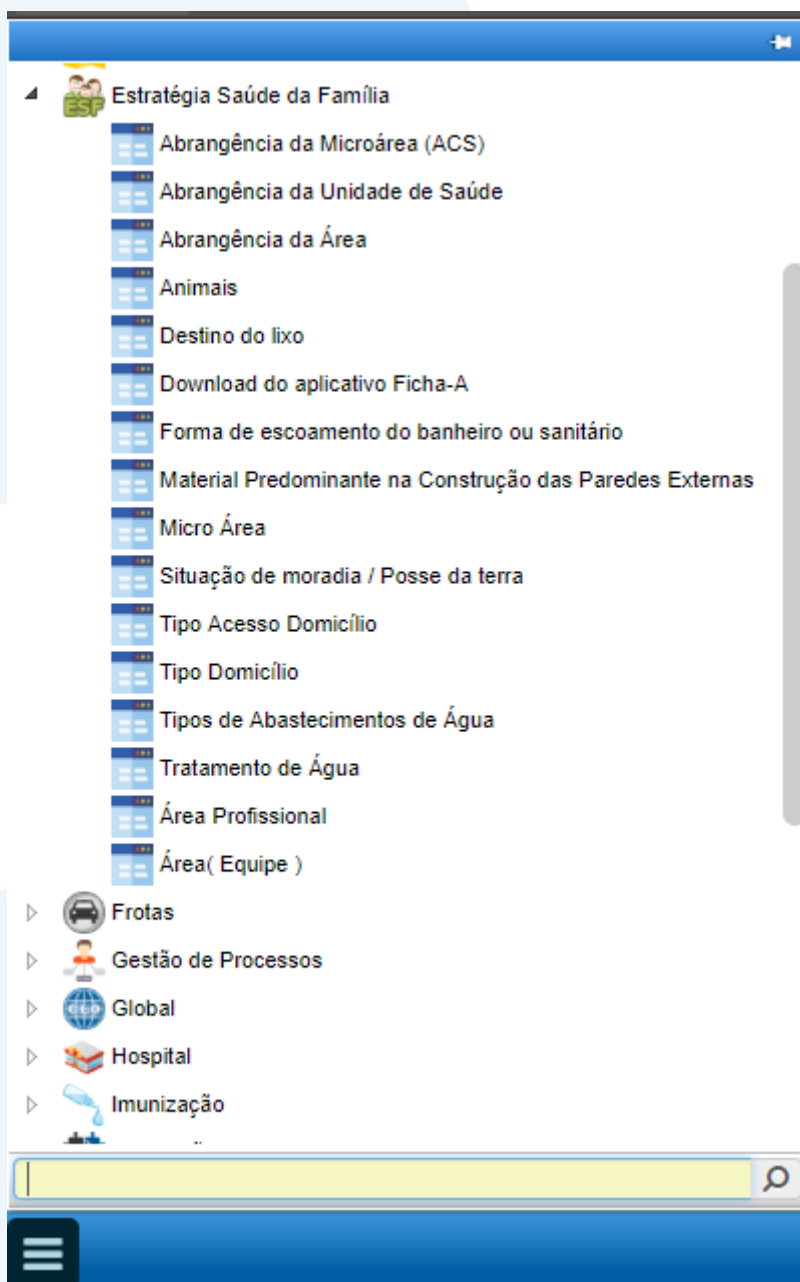 ESF Estratégia Saúde da Família
Abrangência da Microárea (ACS)
Abrangência da Unidade de Saúde
Abrangência da Área
Animais
Destino do lixo
Download do aplicativo Ficha-A
Forma de escoamento do banheiro ou sanitário
Material Predominante na Construção das Paredes Externas
Micro Área
Situação de moradia / Posse da terra
Tipo Acesso Domicílio
Tipo Domicílio
Tipos de Abastecimentos de Água
Tratamento de Água
Área Profissional
Área( Equipe )
Frotas
Gestão de Processos
Global
Hospital
Imunização